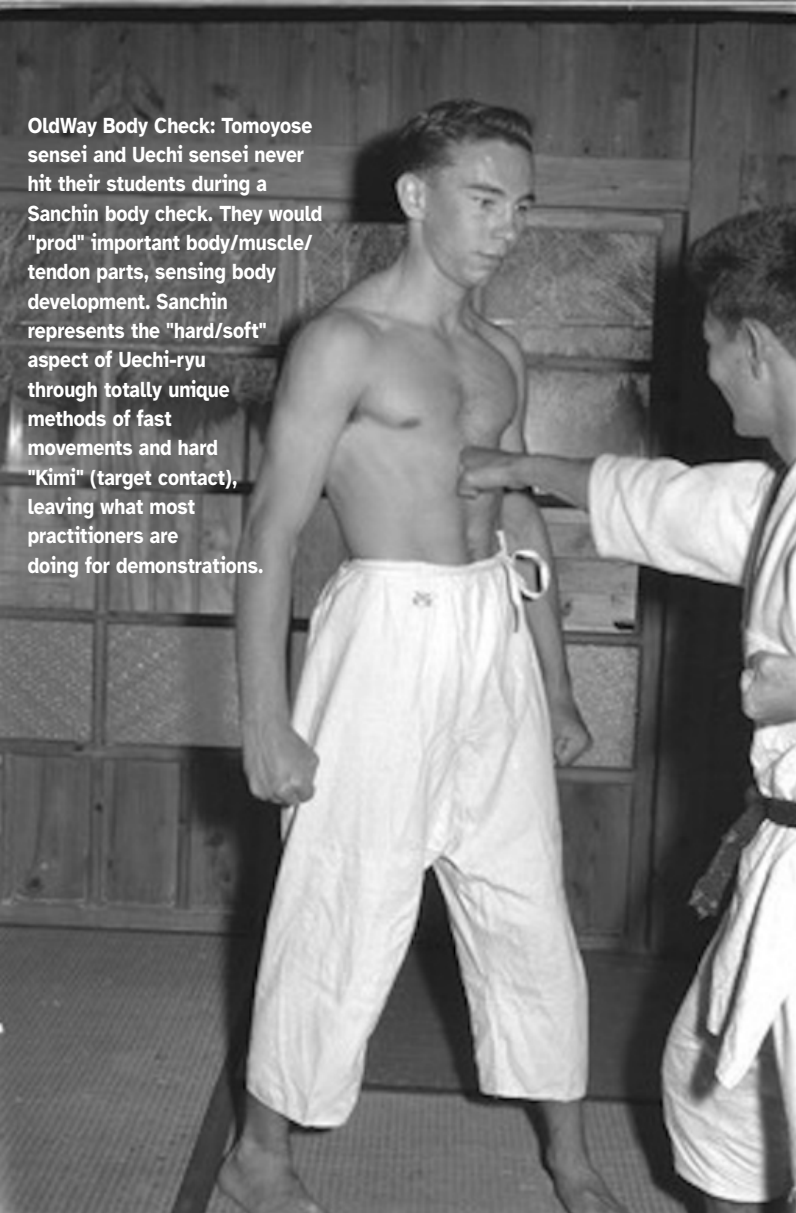 OldWay Body Check: Tomoyose
sensei and Uechi sensei never
hit their students during a
Sanchin body check. They would
"prod" important body/muscle/
tendon parts, sensing body
development. Sanchin
represents the "hard/soft"
aspect of Uechi-ryu
through totally unique
methods of fast
movements and hard
"Kimi" (target contact),
leaving what most
practitioners are
doing for demonstrations.